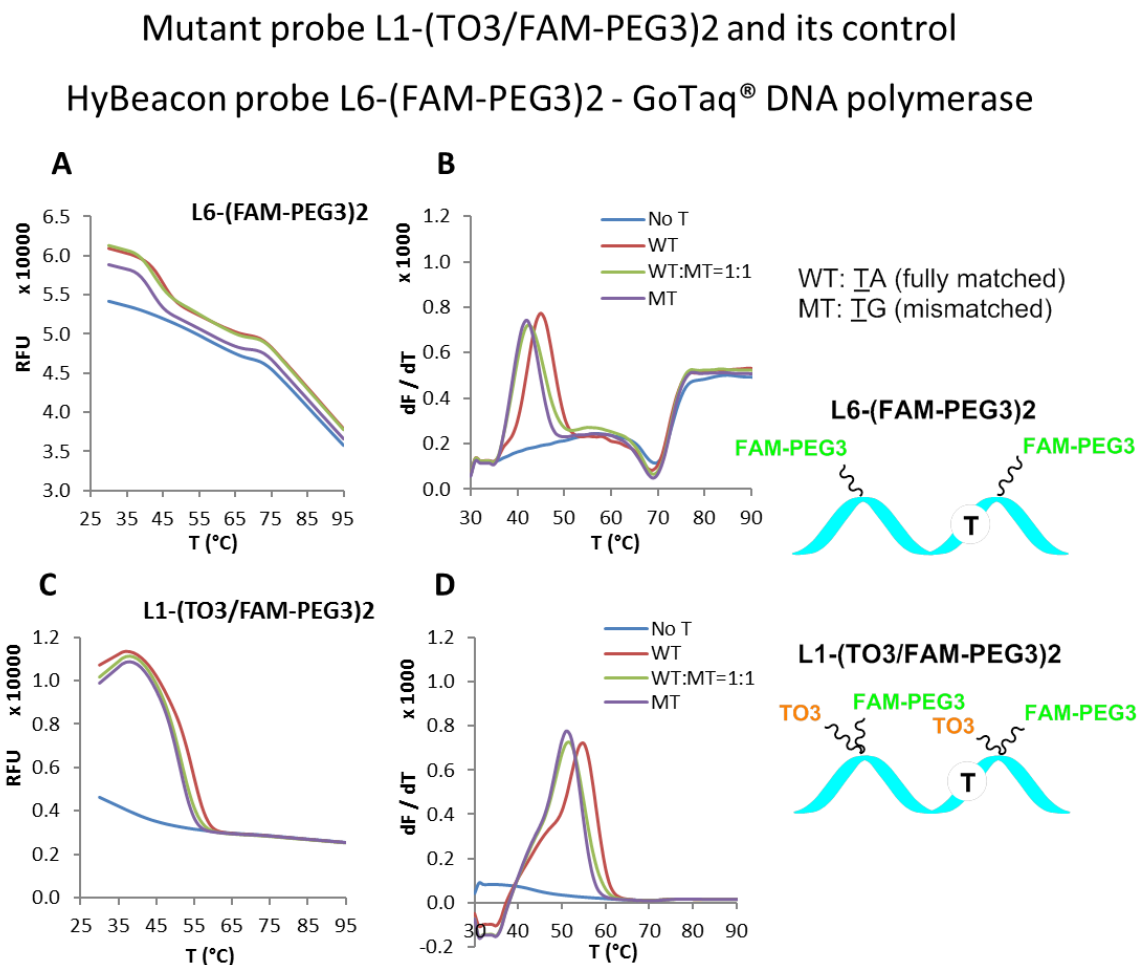 Mutant probe L1-(TO3/FAM-PEG3)2 and its control
HyBeacon probe L6-(FAM-PEG3)2 - GoTaq® DNA polymerase
A
L6-(FAM-PEG3)2
x 10000
RFU
6.5
6.0
5.5
5.0
4.5
4.0
3.5
3.0
25 35 45 55 65 75 85 95
T (°C)
B
x 1000
dF / dT
1.2
1.0
0.8
0.6
0.4
0.2
0.0
30 40 50 60 70 80 90
T (°C)
No T
WT
WT:MT=1:1
MT
WT: TA (fully matched)
MT: TG (mismatched)
L6-(FAM-PEG3)2
FAM-PEG3
FAM-PEG3
T
C
L1-(TO3/FAM-PEG3)2
x 10000
RFU
1.2
1.0
0.8
0.6
0.4
0.2
0.0
25 35 45 55 65 75 85 95
T (°C)
D
x 1000
dF / dT
1.2
1.0
0.8
0.6
0.4
0.2
0.0
-0.2
30 40 50 60 70 80 90
T (°C)
No T
WT
WT:MT=1:1
MT
L1-(TO3/FAM-PEG3)2
TO3
FAM-PEG3
TO3
FAM-PEG3
T